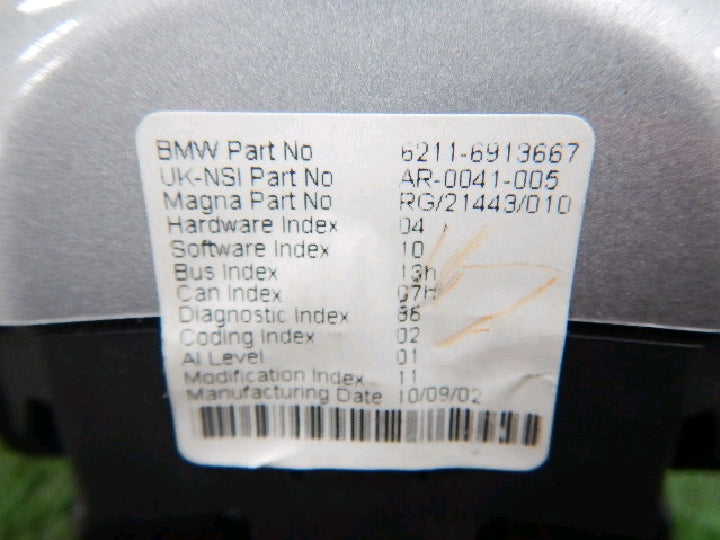 BMW Part No 6211-6913667
UK-NSI Part No AR-0041-005
Magna Part No RG/21443/010
Hardware Index 04
Software Index 10
Bus Index 13h
Can Index 07H
Diagnostic Index
Coding Index 02
AI Level 01
Modification Index 11
Manufacturing Date 10/09/02